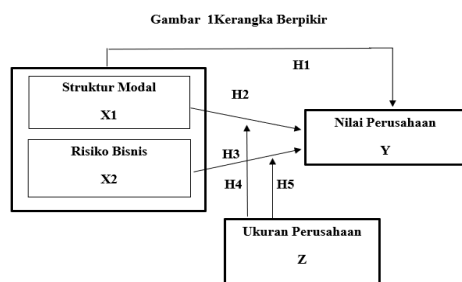 Gambar 1Kerangka Berpikir
H1
Struktur Modal
X1
H2
Nilai Perusahaan
Y
Risiko Bisnis
X2
H3
H4
H5
Ukuran Perusahaan
Z